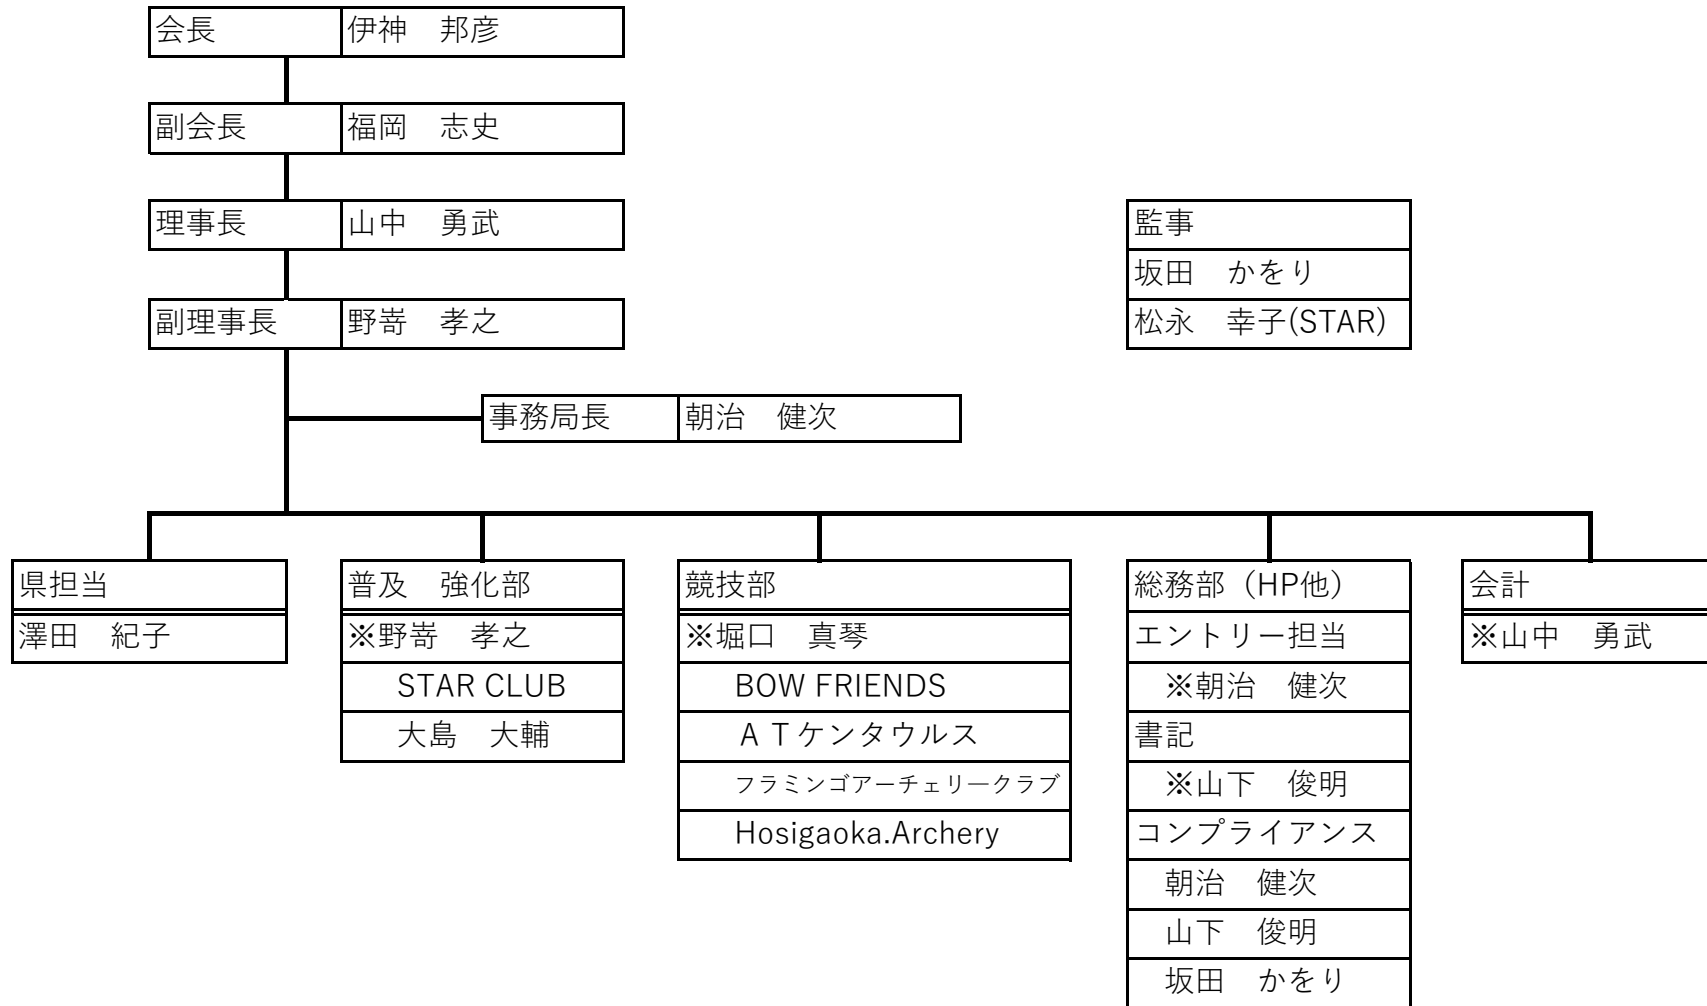 会長　伊神　邦彦
副会長　福岡　志史
理事長　山中　勇武
副理事長　野嵜　孝之
監事
坂田　かをり
松永　幸子(STAR)
事務局長　朝治　健次
県担当
澤田　紀子
普及　強化部
※野嵜　孝之
STAR CLUB
大島　大輔
競技部
※堀口　真琴
BOW FRIENDS
ＡＴケンタウルス
フラミンゴアーチェリークラブ
Hosigaoka.Archery
総務部（HP他）
エントリー担当
※朝治　健次
書記
※山下　俊明
コンプライアンス
朝治　健次
山下　俊明
坂田　かをり
会計
※山中　勇武